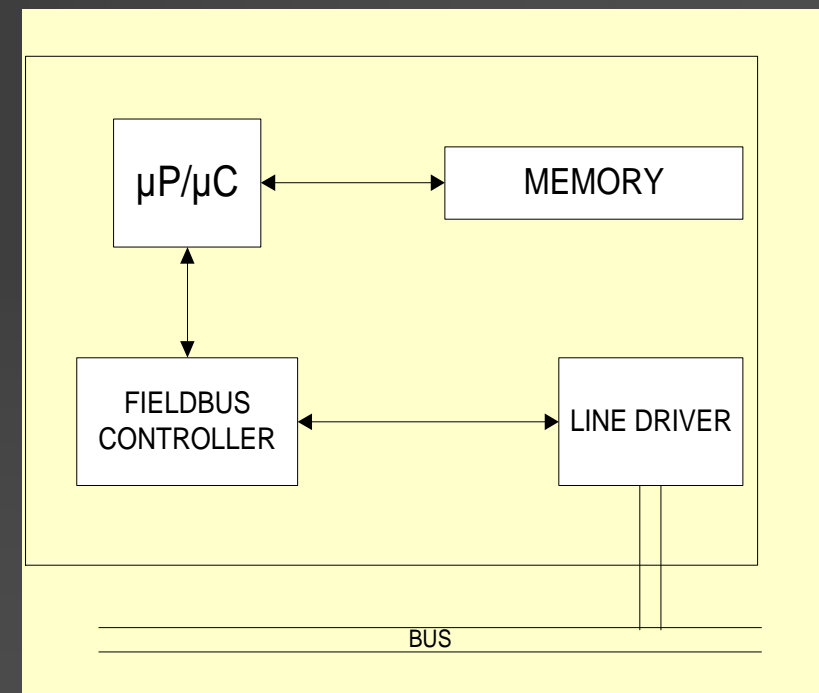 µP/µC
MEMORY
FIELDBUS
CONTROLLER
LINE DRIVER
BUS